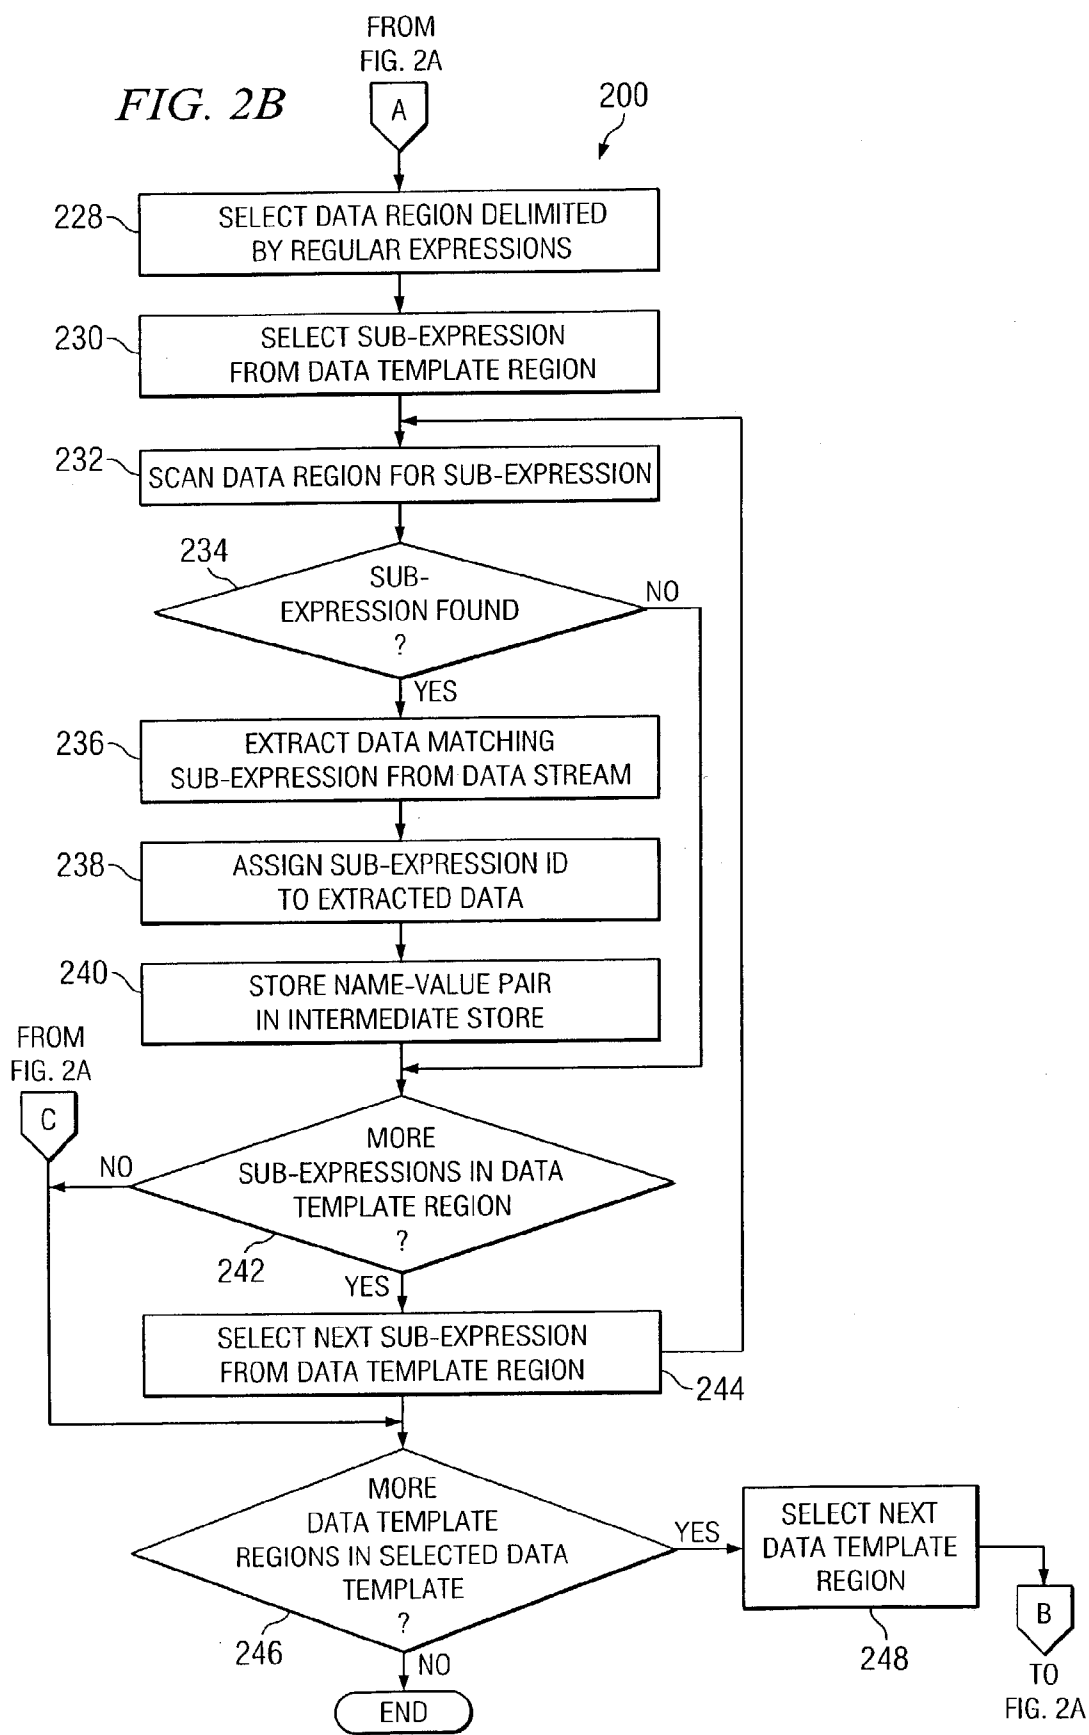 FROM
FIG. 2A
FIG. 2B
A
200
228
SELECT DATA REGION DELIMITED
BY REGULAR EXPRESSIONS
230
SELECT SUB-EXPRESSION
FROM DATA TEMPLATE REGION
232
SCAN DATA REGION FOR SUB-EXPRESSION
234
SUB-
EXPRESSION FOUND
?
NO
YES
236
EXTRACT DATA MATCHING
SUB-EXPRESSION FROM DATA STREAM
238
ASSIGN SUB-EXPRESSION ID
TO EXTRACTED DATA
240
STORE NAME-VALUE PAIR
IN INTERMEDIATE STORE
FROM
FIG. 2A
C
NO
MORE
SUB-EXPRESSIONS IN DATA
TEMPLATE REGION
?
242
YES
SELECT NEXT SUB-EXPRESSION
FROM DATA TEMPLATE REGION
244
MORE
DATA TEMPLATE
REGIONS IN SELECTED DATA
TEMPLATE
?
246
YES
SELECT NEXT
DATA TEMPLATE
REGION
248
B
TO
FIG. 2A
NO
END